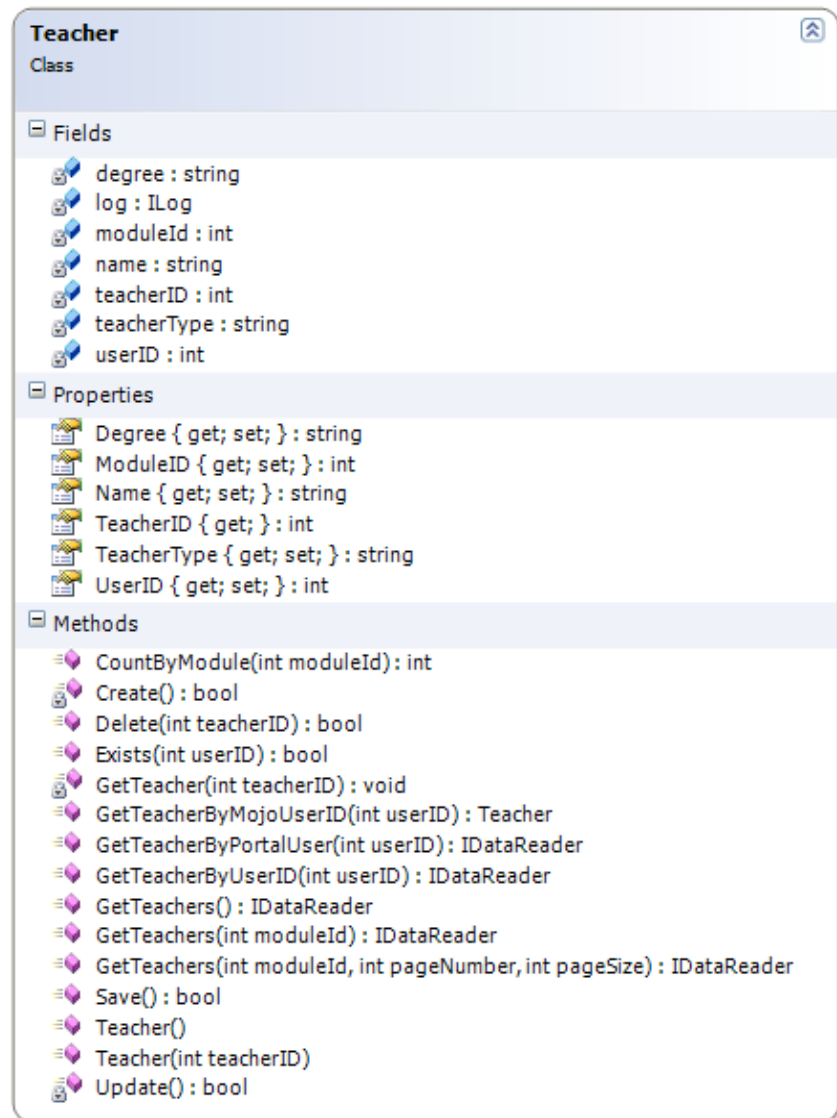 Teacher
Class
Fields
degree : string
log : ILog
moduleId : int
name : string
teacherID : int
teacherType : string
userID : int
Properties
Degree { get; set; } : string
ModuleID { get; set; } : int
Name { get; set; } : string
TeacherID { get; } : int
TeacherType { get; set; } : string
UserID { get; set; } : int
Methods
CountByModule(int moduleId) : int
Create() : bool
Delete(int teacherID) : bool
Exists(int userID) : bool
GetTeacher(int teacherID) : void
GetTeacherByMojoUserID(int userID) : Teacher
GetTeacherByPortalUser(int userID) : IDataReader
GetTeacherByUserID(int userID) : IDataReader
GetTeachers() : IDataReader
GetTeachers(int moduleId) : IDataReader
GetTeachers(int moduleId, int pageNumber, int pageSize) : IDataReader
Save() : bool
Teacher()
Teacher(int teacherID)
Update() : bool